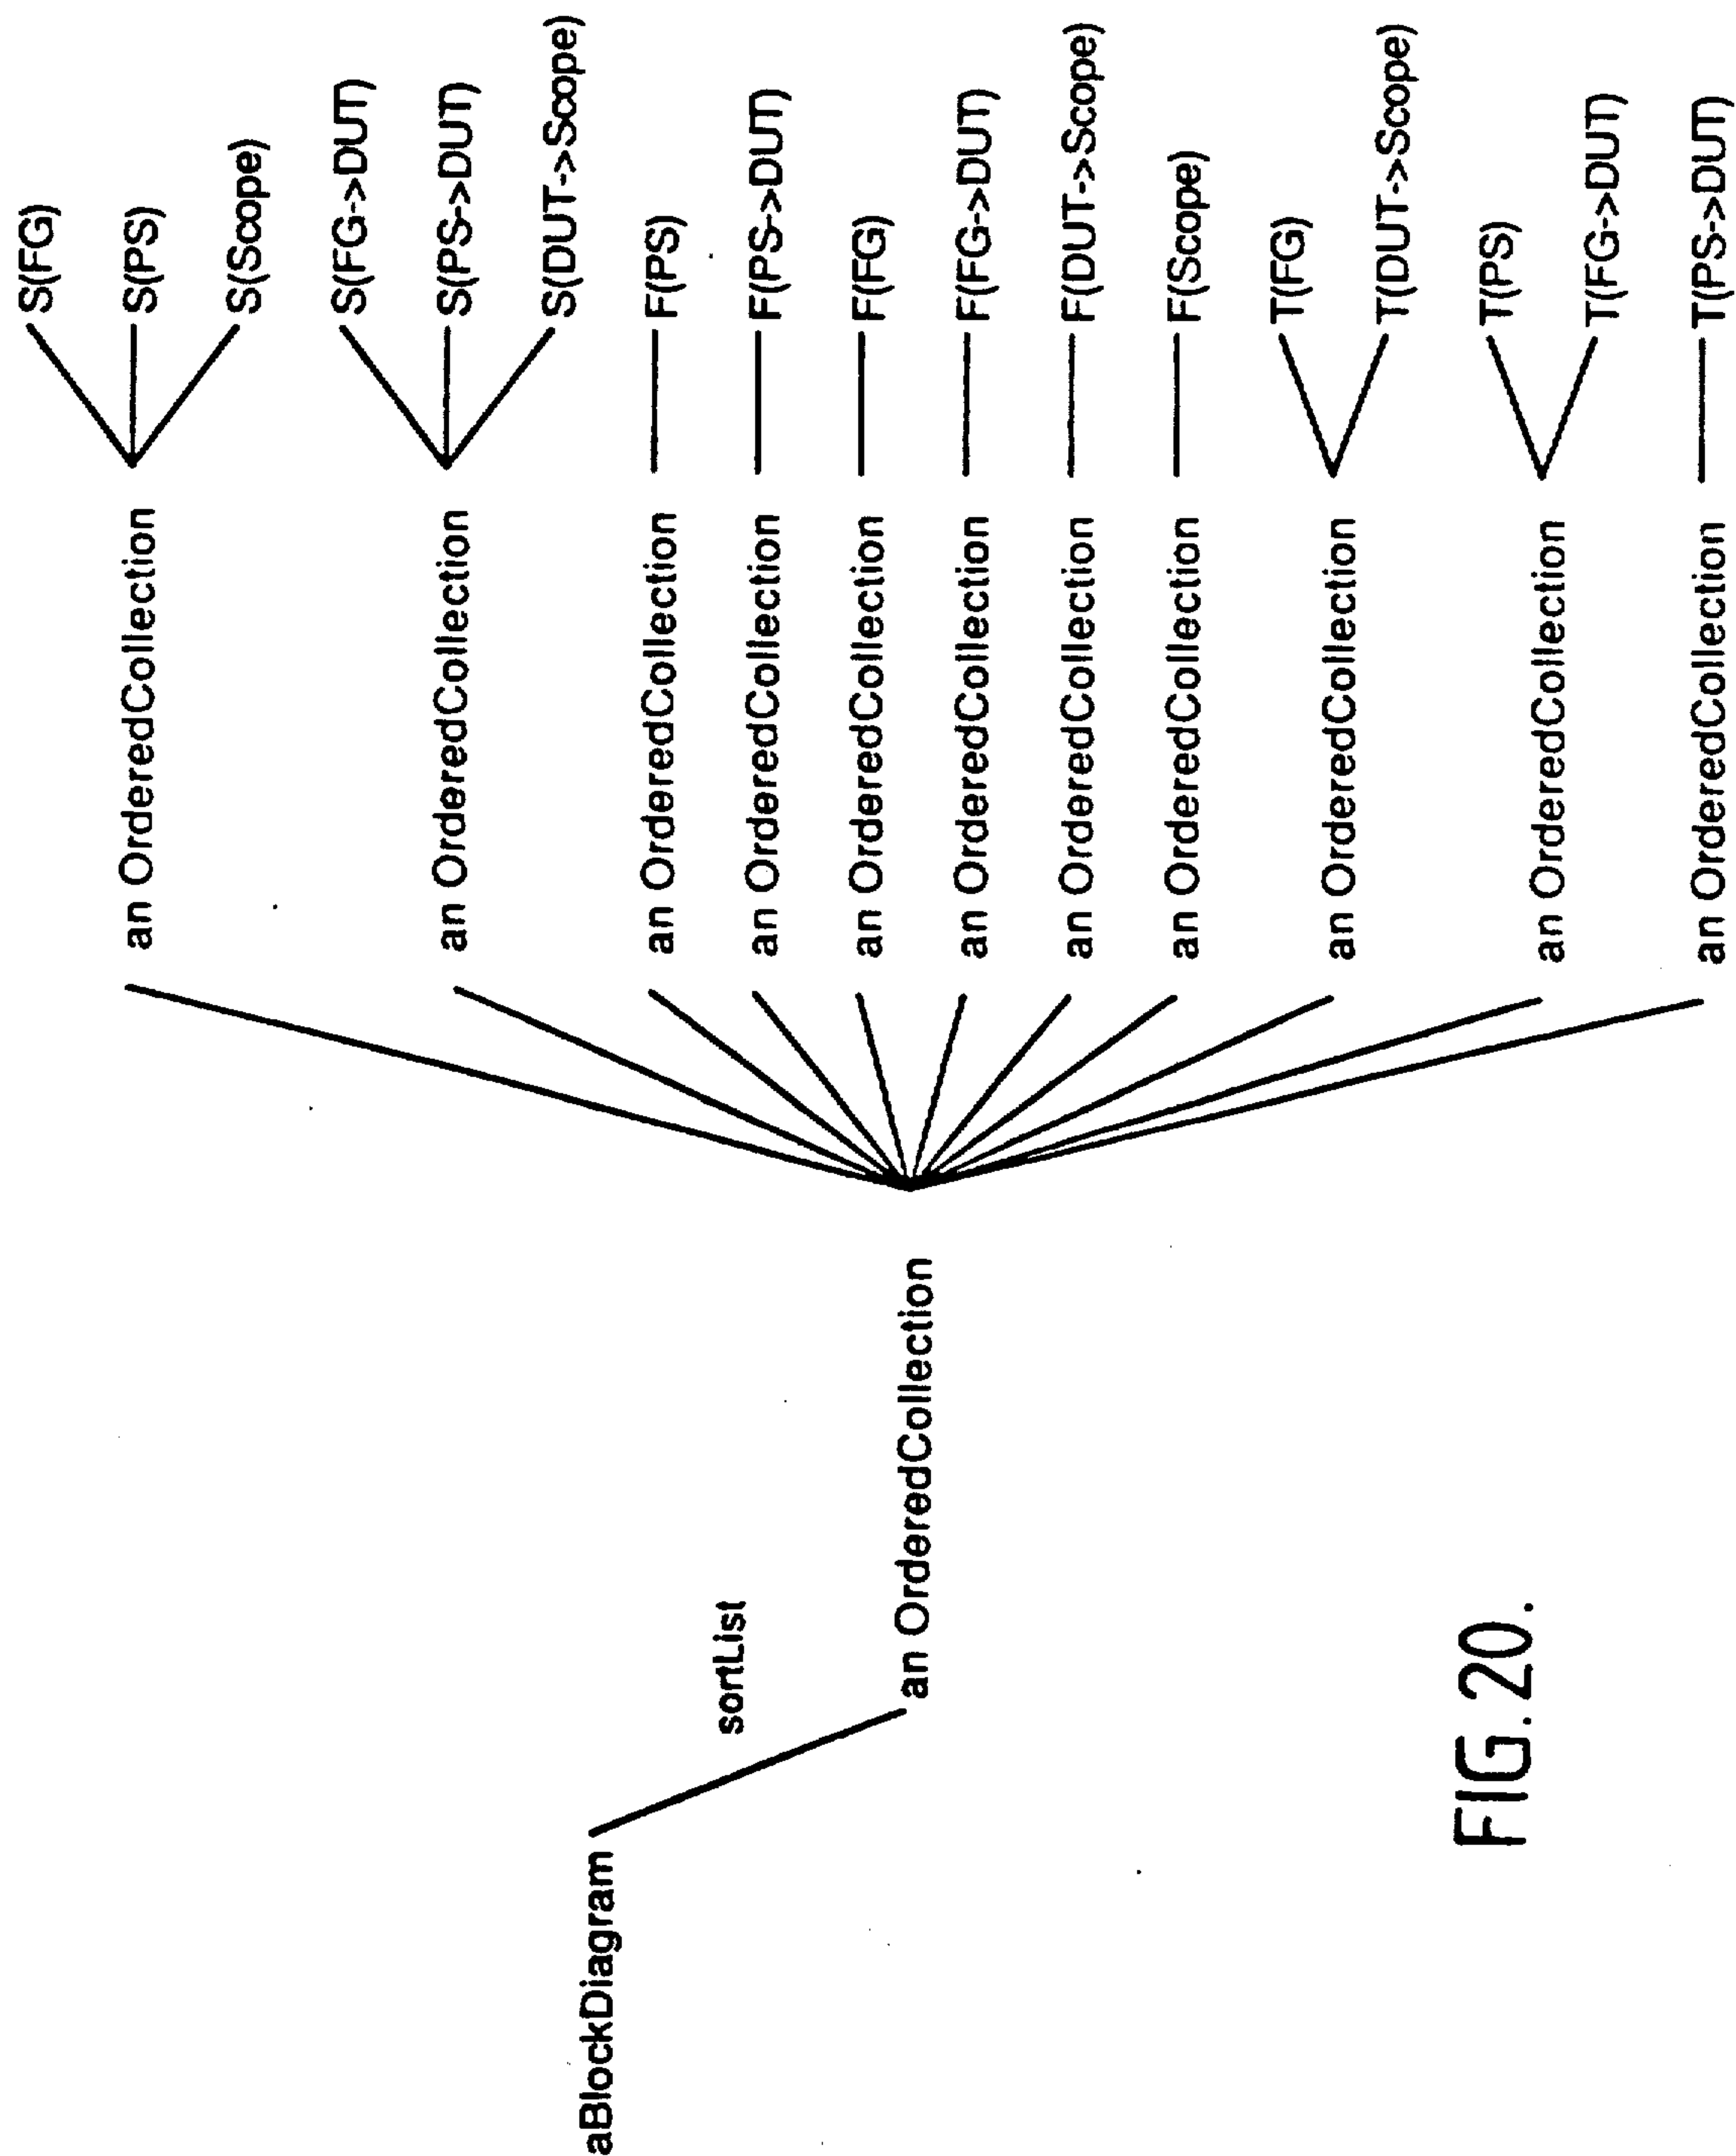 aBlockDiagram
sortList
an OrderedCollection
an OrderedCollection
S(FG)
S(PS)
S(Scope)
an OrderedCollection
S(FG->DUT)
S(PS->DUT)
S(DUT->Scope)
an OrderedCollection
F(PS)
an OrderedCollection
F(PS->DUT)
an OrderedCollection
F(FG)
an OrderedCollection
F(FG->DUT)
an OrderedCollection
F(DUT->Scope)
an OrderedCollection
F(Scope)
an OrderedCollection
T(FG)
T(DUT->Scope)
an OrderedCollection
T(PS)
T(FG->DUT)
an OrderedCollection
T(PS->DUT)
FIG.20.